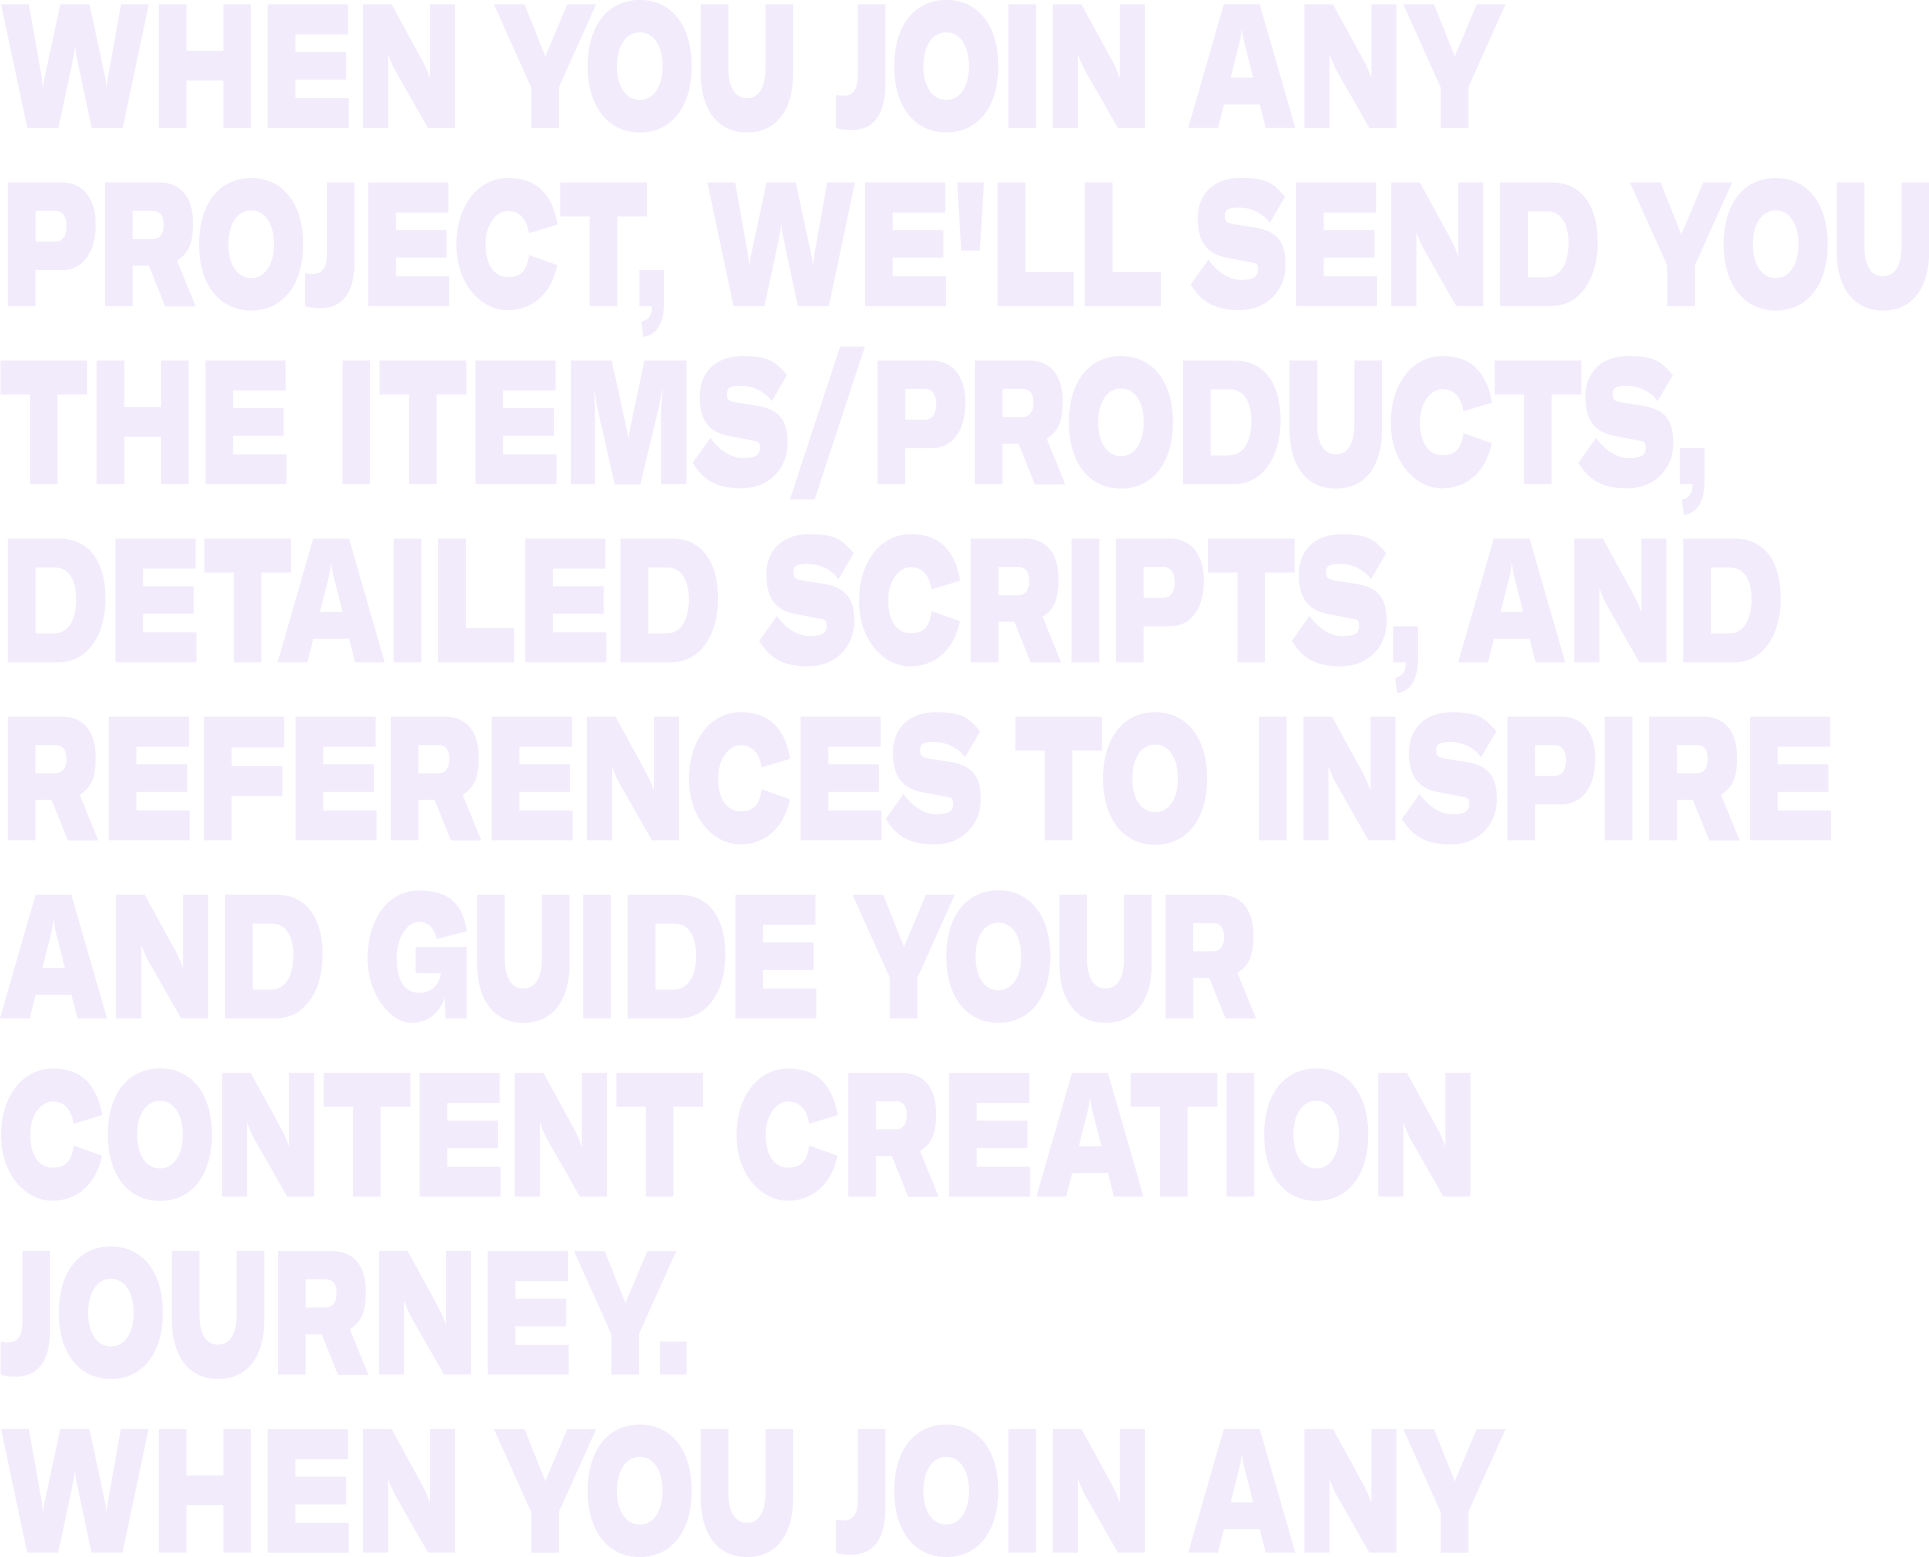 WHEN YOU JOIN ANY
PROJECT, WE'LL SEND YOU
THE ITEMS/PRODUCTS,
DETAILED SCRIPTS, AND
REFERENCES TO INSPIRE
AND GUIDE YOUR
CONTENT CREATION
JOURNEY.
WHEN YOU JOIN ANY